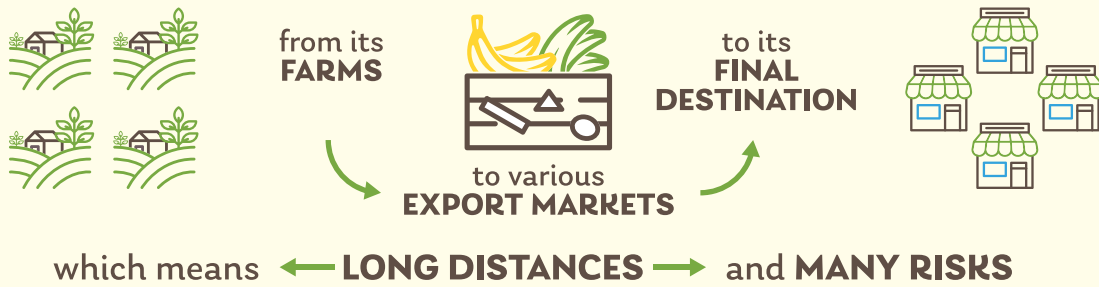 from its
FARMS
to various
EXPORT MARKETS
to its
FINAL
DESTINATION
which means LONG DISTANCES and MANY RISKS